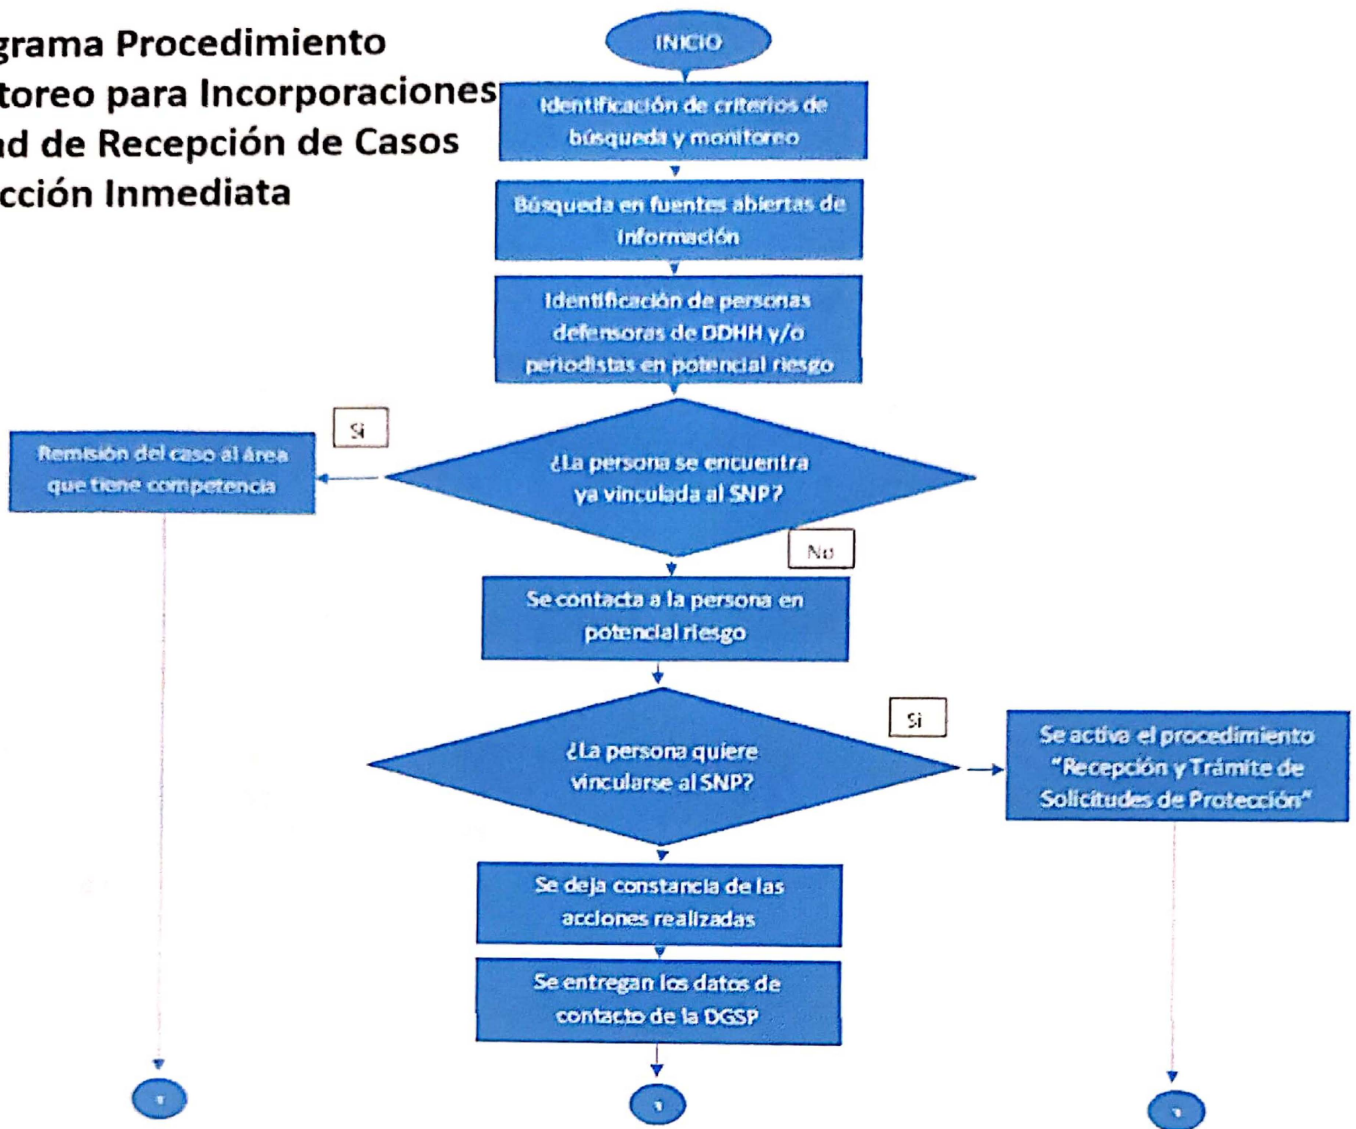 grama Procedimiento
toreo para Incorporaciones
ad de Recepción de Casos
cción Inmediata
INICIO
Identificación de criterios de
búsqueda y monitoreo
Búsqueda en fuentes abiertas de
Información
Identificación de personas
defensoras de DDHH y/o
periodistas en potencial riesgo
Si
Remisión del caso al área
que tiene competencia
¿La persona se encuentra
ya vinculada al SNP?
No
Se contacta a la persona en
potencial riesgo
Si
¿La persona quiere
vincularse al SNP?
Se activa el procedimiento
"Recepción y Trámite de
Solicitudes de Protección"
Se deja constancia de las
acciones realizadas
Se entregan los datos de
contacto de la DGSP